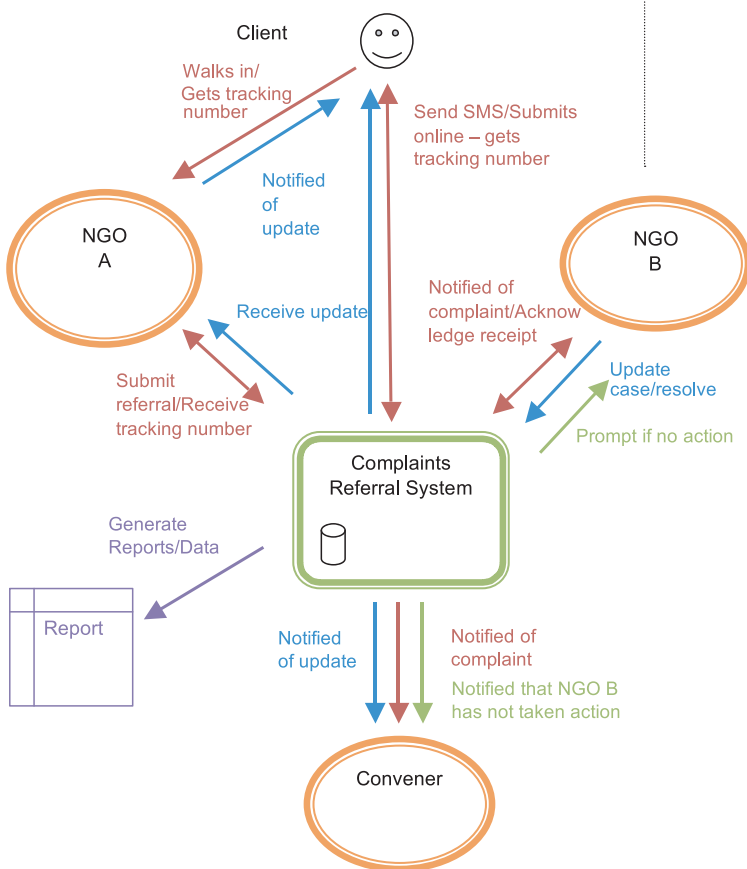 Client
Walks in/
Gets tracking
number
Send SMS/Submits
online – gets
tracking number
Notified
of
update
NGO
A
NGO
B
Receive update
Notified of
complaint/Acknow
ledge receipt
Submit
referral/Receive
tracking number
Update
case/resolve
Prompt if no action
Complaints
Referral System
Generate
Reports/Data
Report
Notified
of update
Notified of
complaint
Notified that NGO B
has not taken action
Convener